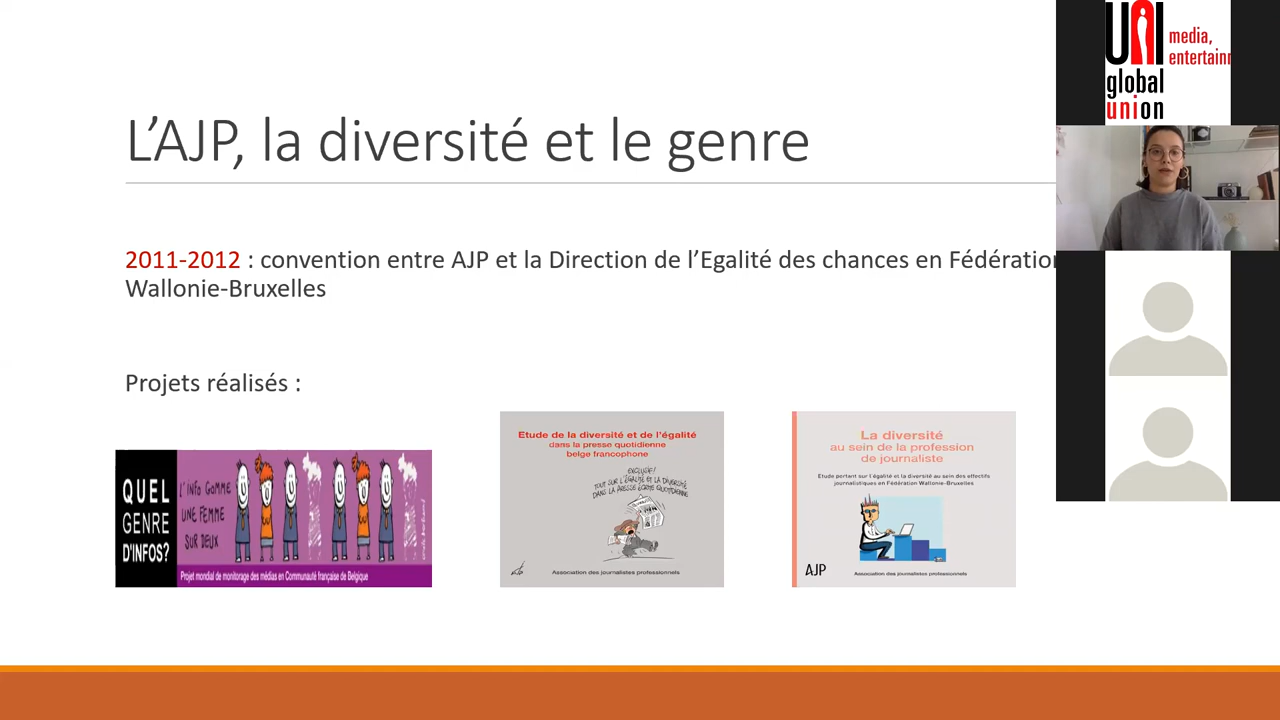 L'AJP, la diversité et le genre
2011-2012 : convention entre AJP et la Direction de l'Egalité des chances en Fédération
Wallonie-Bruxelles
Projets réalisés :
QUEL
GENRE
D'INFOS?
L'INFO GOMME
UNE FEMME
SUR DEUX
Projet mondial de monitorage des médias en Communauté française de Belgique
Etude de la diversité et de l'égalité
dans la presse quotidienne
belge francophone
EXCLUSIF!
TOUT SUR L'ÉGALITÉ ET LA DIVERSITÉ
DANS LA PRESSE ÉCRITE QUOTIDIENNE
Association des journalistes professionnels
La diversité
au sein de la profession
de journaliste
Etude portant sur l'égalité et la diversité au sein des effectifs
journalistiques en Fédération Wallonie-Bruxelles
AJP
Association des journalistes professionnels
UNI
media,
entertainm
global
union